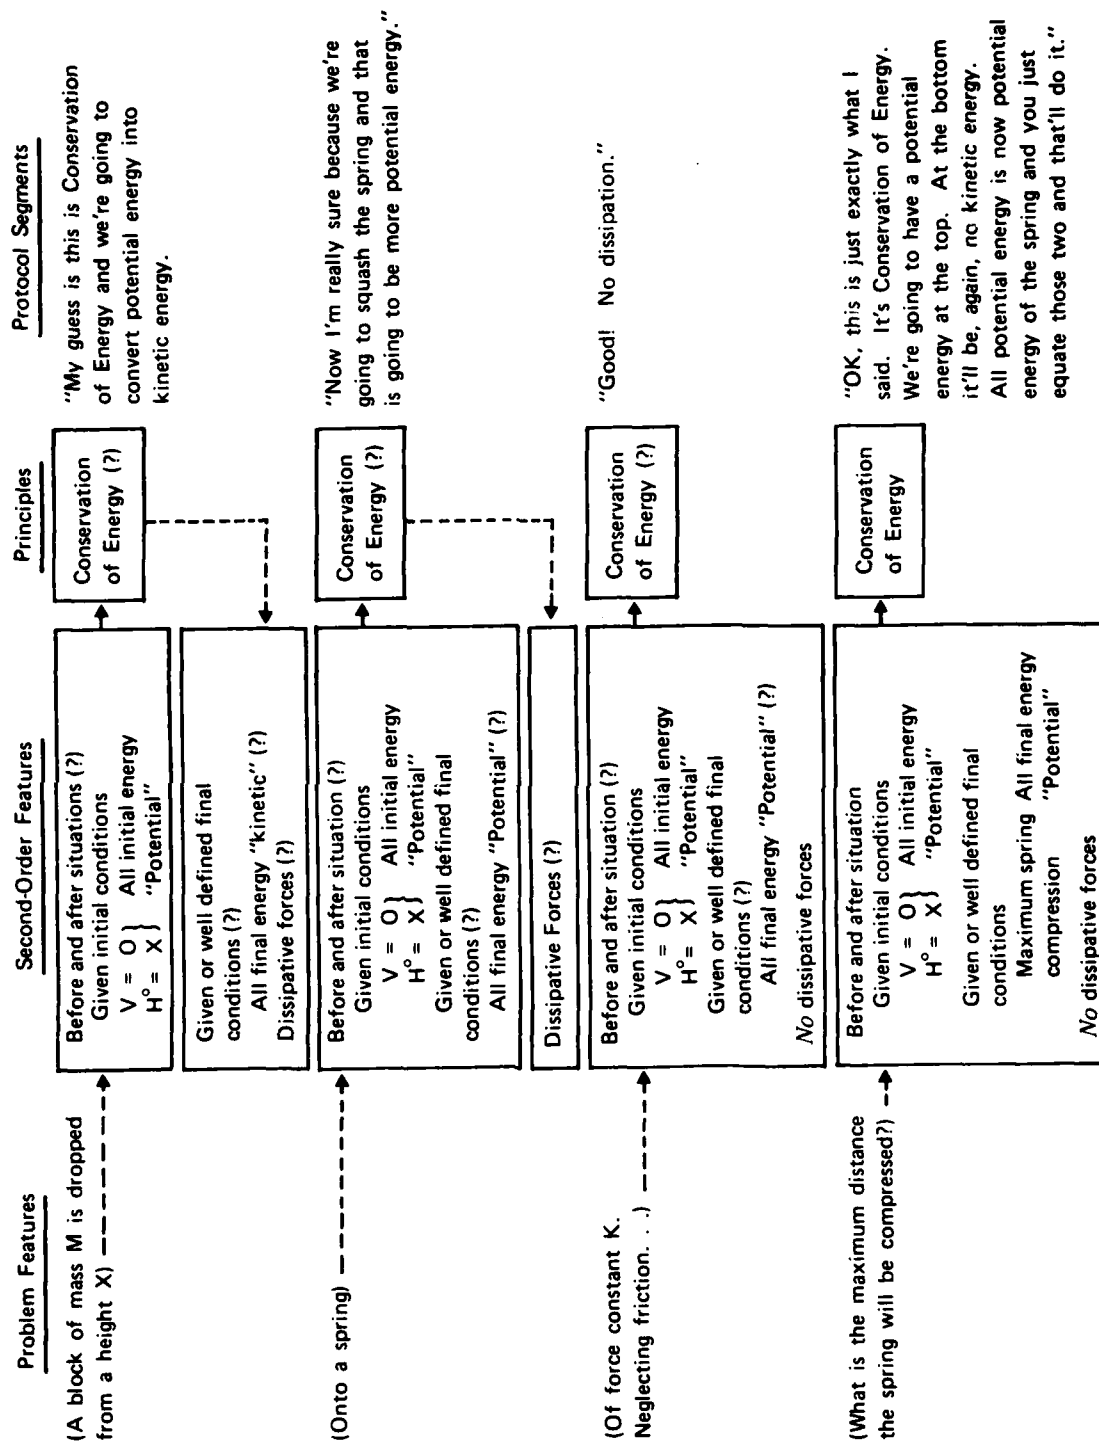 Problem Features
Second-Order Features
Principles
Protocol Segments
(A block of mass M is dropped
from a height X)
Before and after situations (?)
Given initial conditions
V = O } All initial energy
H° = X } "Potential"
Conservation
of Energy (?)
"My guess is this is Conservation
of Energy and we're going to
convert potential energy into
kinetic energy.
Given or well defined final
conditions (?)
All final energy "kinetic" (?)
Dissipative forces (?)
(Onto a spring)
Before and after situation (?)
Given initial conditions
V = O } All initial energy
H° = X } "Potential"
Given or well defined final
conditions (?)
All final energy "Potential" (?)
Conservation
of Energy (?)
"Now I'm really sure because we're
going to squash the spring and that
is going to be more potential energy."
Dissipative Forces (?)
(Of force constant K.
Neglecting friction. . .)
Before and after situation (?)
Given initial conditions
V = O } All initial energy
H° = X } "Potential"
Given or well defined final
conditions (?)
All final energy "Potential" (?)
No dissipative forces
Conservation
of Energy (?)
"Good! No dissipation."
(What is the maximum distance
the spring will be compressed?)
Before and after situation
Given initial conditions
V = O } All initial energy
H° = X } "Potential"
Given or well defined final
conditions
Maximum spring All final energy
compression "Potential"
No dissipative forces
Conservation
of Energy
"OK, this is just exactly what I
said. It's Conservation of Energy.
We're going to have a potential
energy at the top. At the bottom
it'll be, again, no kinetic energy.
All potential energy is now potential
energy of the spring and you just
equate those two and that'll do it."